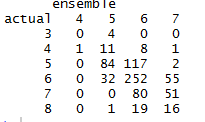 ensemble
actual 4 5 6 7
3 0 4 0 0
4 1 11 8 1
5 0 84 117 2
6 0 32 252 55
7 0 0 80 51
8 0 1 19 16